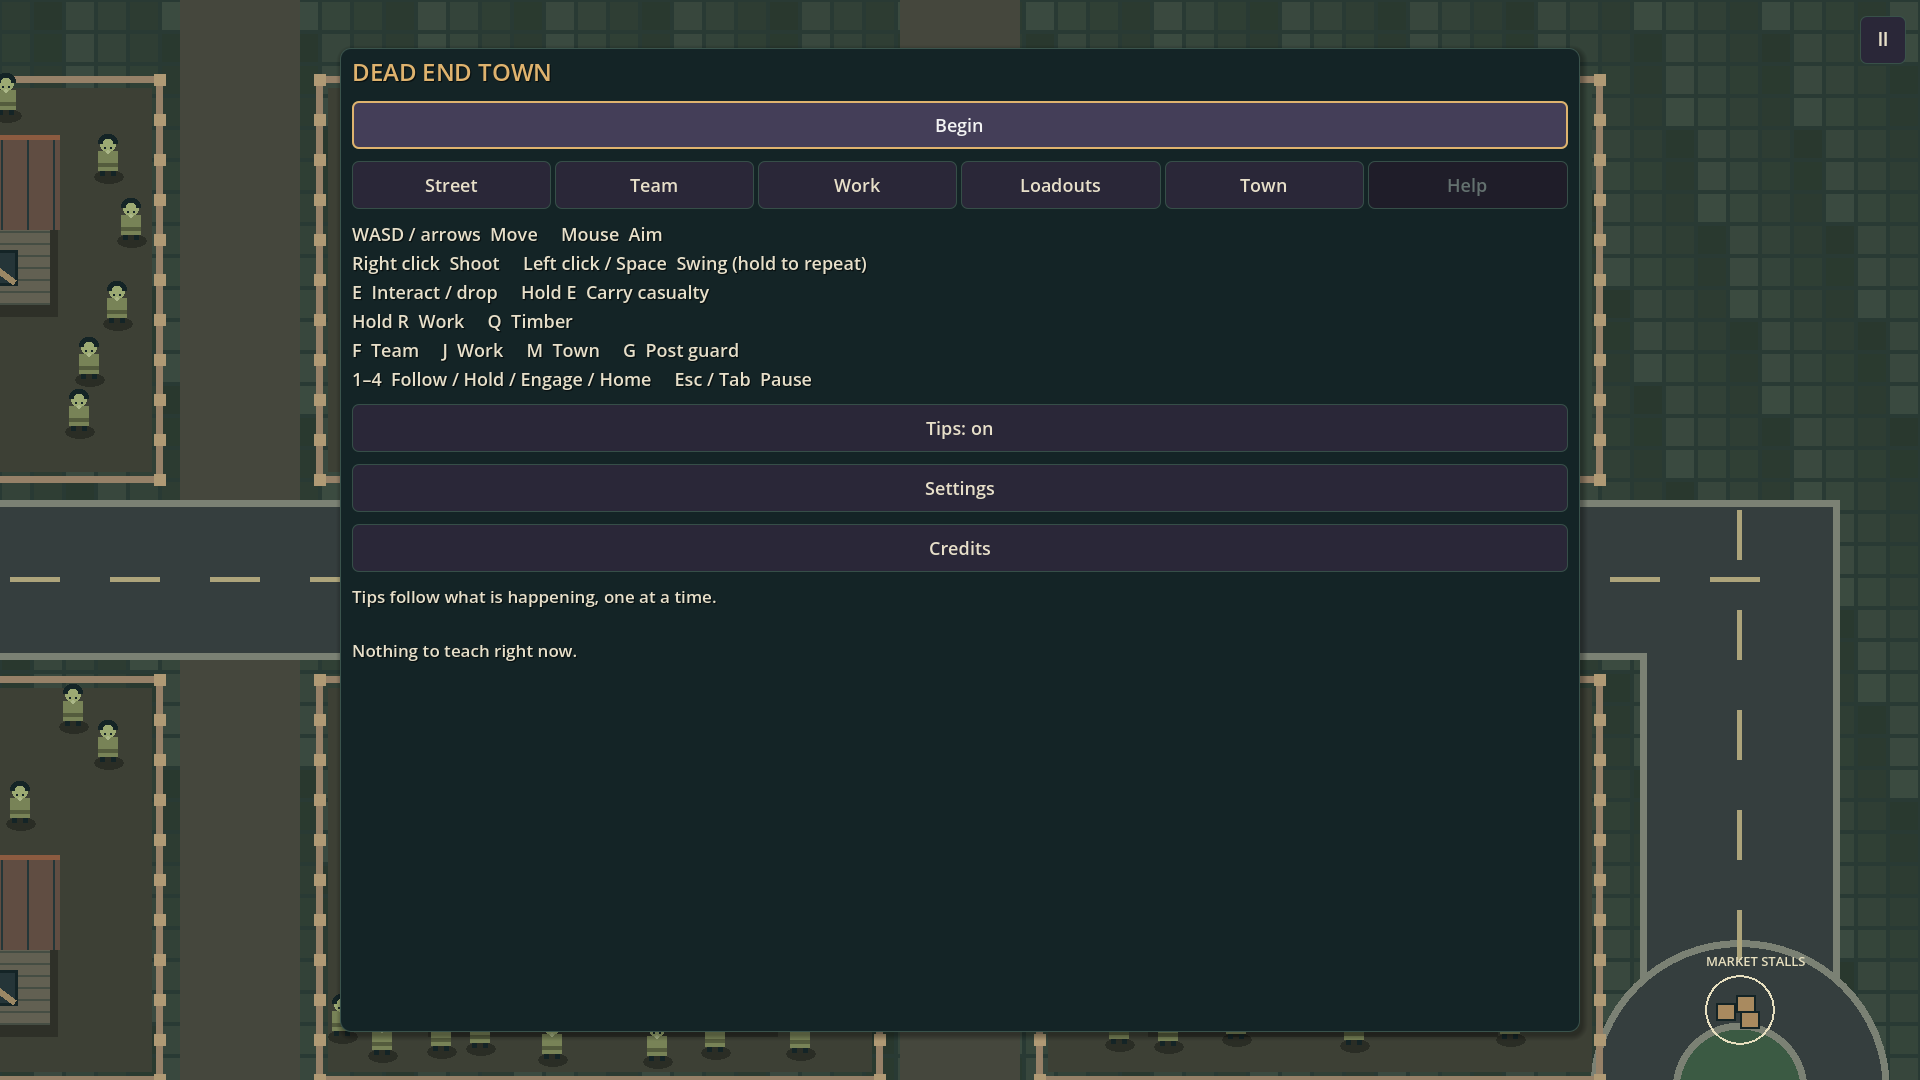 DEAD END TOWN
Begin
Street
Team
Work
Loadouts
Town
Help
WASD / arrows  Move    Mouse  Aim
Right click  Shoot    Left click / Space  Swing (hold to repeat)
E  Interact / drop    Hold E  Carry casualty
Hold R  Work    Q  Timber
F  Team    J  Work    M  Town    G  Post guard
1–4  Follow / Hold / Engage / Home    Esc / Tab  Pause
Tips: on
Settings
Credits
Tips follow what is happening, one at a time.
Nothing to teach right now.
MARKET STALLS